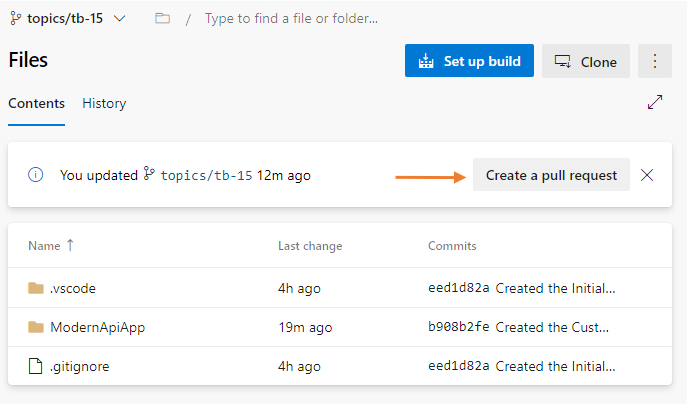 topics/tb-15 / Type to find a file or folder...
Files Set up build Clone
Contents History
You updated topics/tb-15 12m ago Create a pull request
Name ↑ Last change Commits
.vscode 4h ago eed1d82a Created the Initial...
ModernApiApp 19m ago b908b2fe Created the Cust...
.gitignore 4h ago eed1d82a Created the Initial...